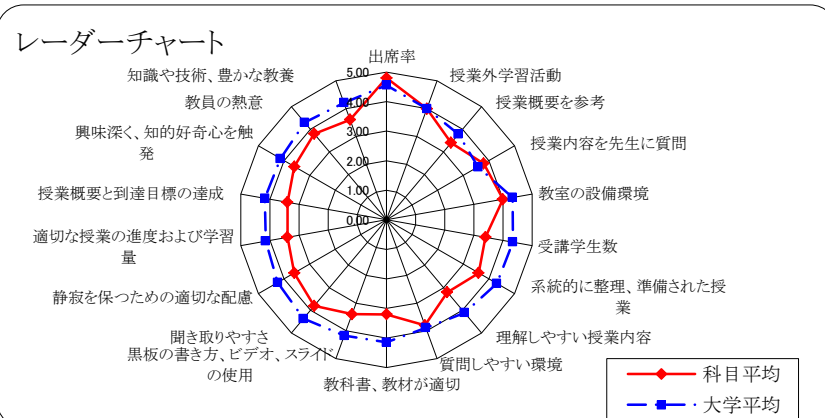 レーダーチャート
出席率
授業外学習活動
授業概要を参考
授業内容を先生に質問
教室の設備環境
受講学生数
系統的に整理、準備された授
業
理解しやすい授業内容
質問しやすい環境
教科書、教材が適切
黒板の書き方、ビデオ、スライド
の使用
聞き取りやすさ
静寂を保つための適切な配慮
適切な授業の進度および学習
量
授業概要と到達目標の達成
興味深く、知的好奇心を触
発
教員の熱意
知識や技術、豊かな教養
5.00
4.00
3.00
2.00
1.00
0.00
科目平均
大学平均